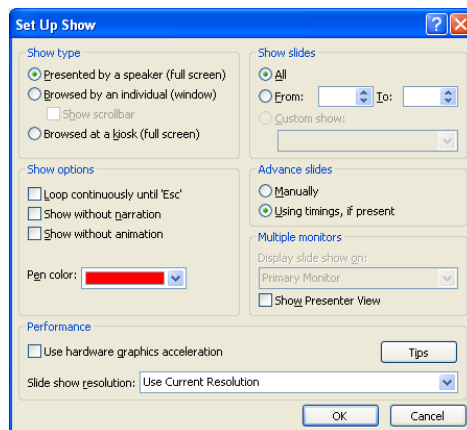 Set Up Show
Show type
Presented by a speaker (full screen)
Browsed by an individual (window)
Show scrollbar
Browsed at a kiosk (full screen)
Show slides
All
From: To:
Custom show:
Show options
Loop continuously until 'Esc'
Show without narration
Show without animation
Pen color:
Advance slides
Manually
Using timings, if present
Multiple monitors
Display slide show on:
Primary Monitor
Show Presenter View
Performance
Use hardware graphics acceleration
Tips
Slide show resolution: Use Current Resolution
OK Cancel